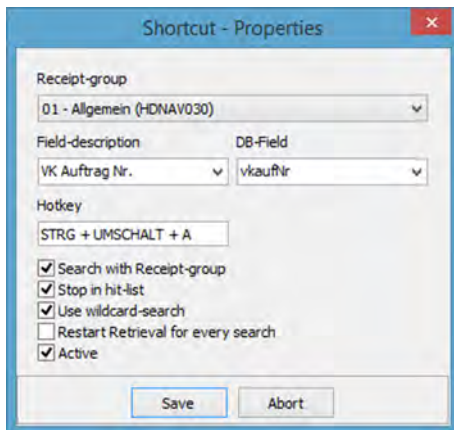 Shortcut - Properties
Receipt-group
01 - Allgemein (HDNAV030)
Field-description DB-Field
VK Auftrag Nr. vkaufNr
Hotkey
STRG + UMSCHALT + A
Search with Receipt-group
Stop in hit-list
Use wildcard-search
Restart Retrieval for every search
Active
Save Abort